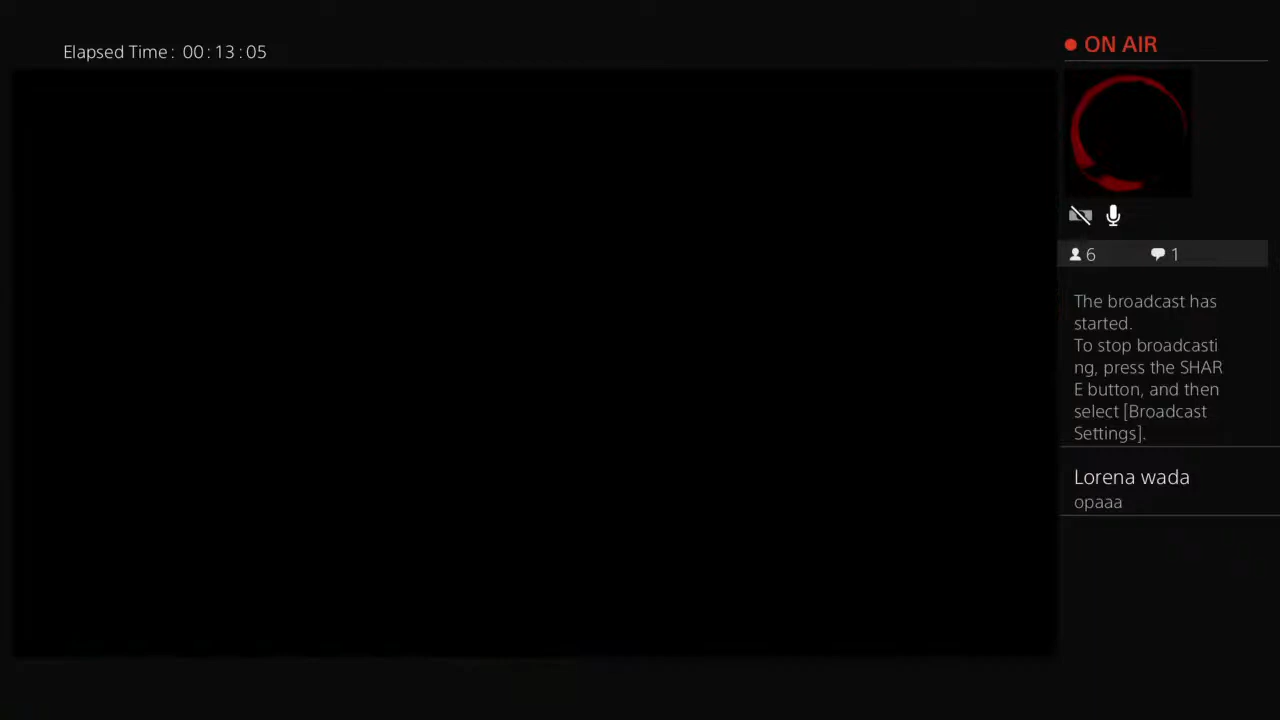 Elapsed Time: 00:13:05
ON AIR
6 1
The broadcast has
started.
To stop broadcasti
ng, press the SHAR
E button, and then
select [Broadcast
Settings].
Lorena wada
opaaa